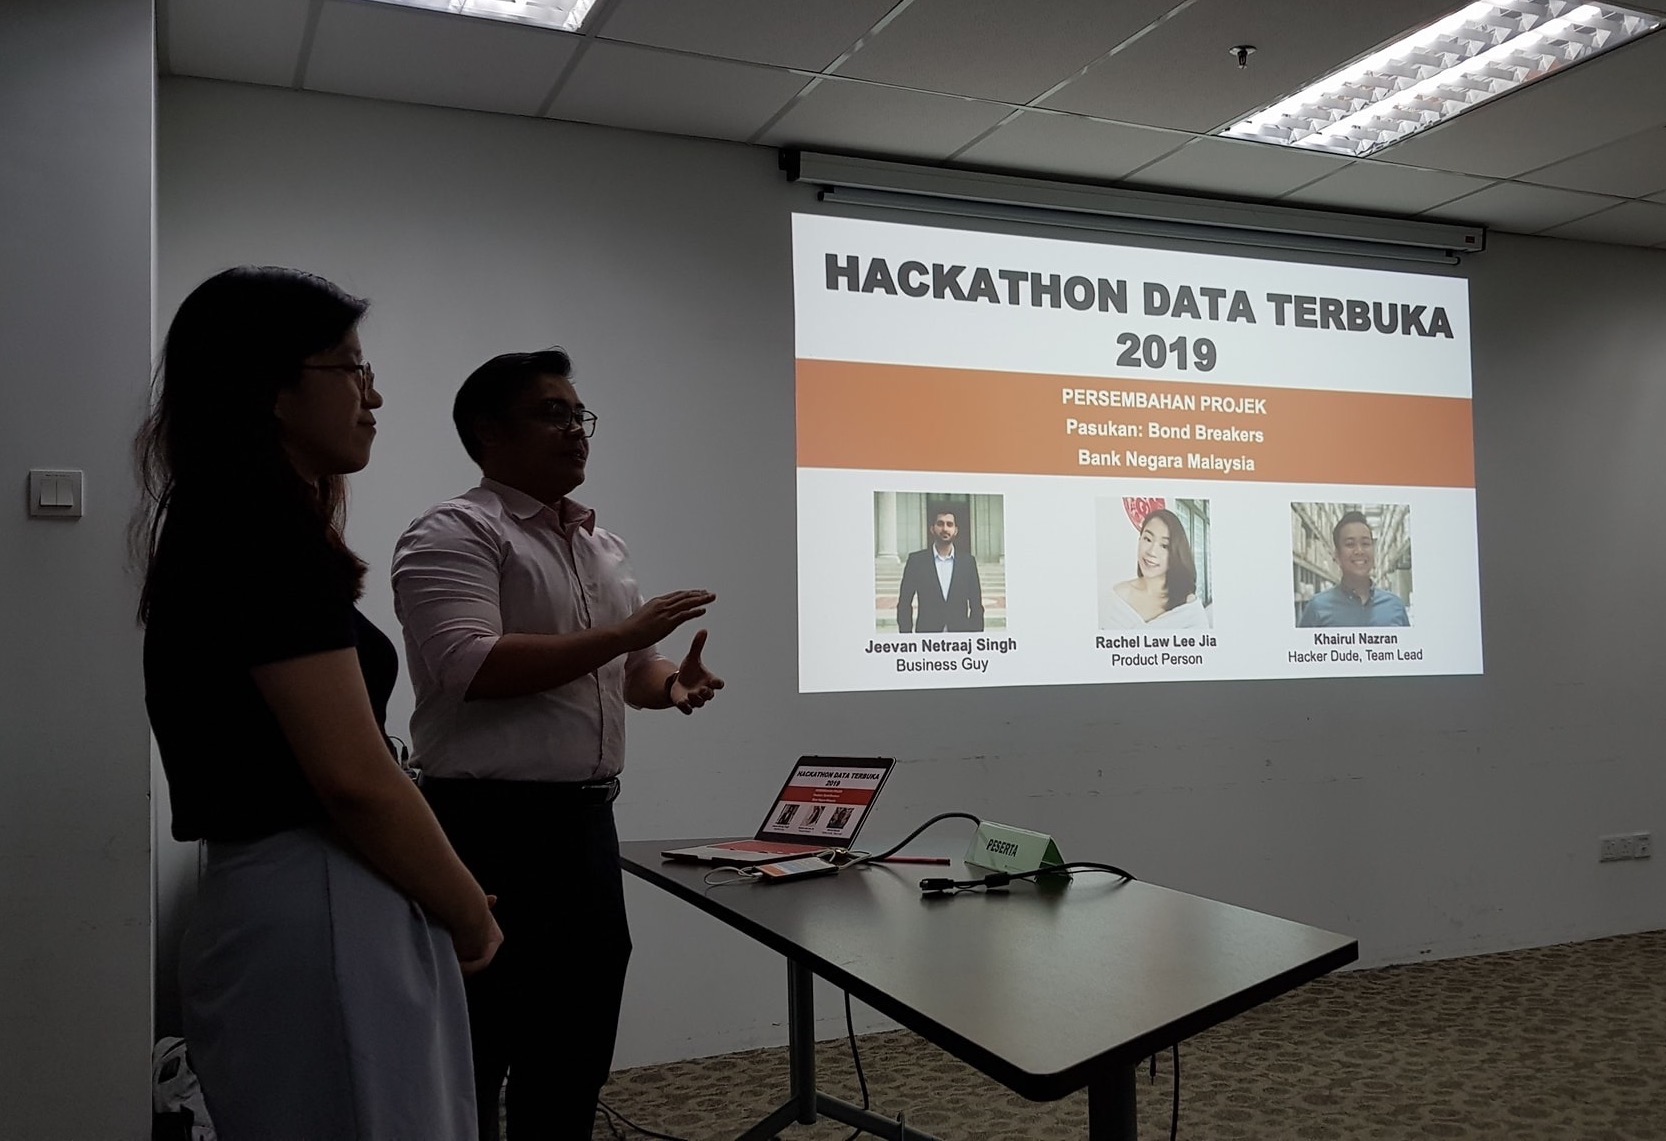 HACKATHON DATA TERBUKA
2019
PERSEMBAHAN PROJEK
Pasukan: Bond Breakers
Bank Negara Malaysia
Jeevan Netraaj Singh
Business Guy
Rachel Law Lee Jia
Product Person
Khairul Nazran
Hacker Dude, Team Lead
HACKATHON DATA TERBUKA
2019
PESERTA